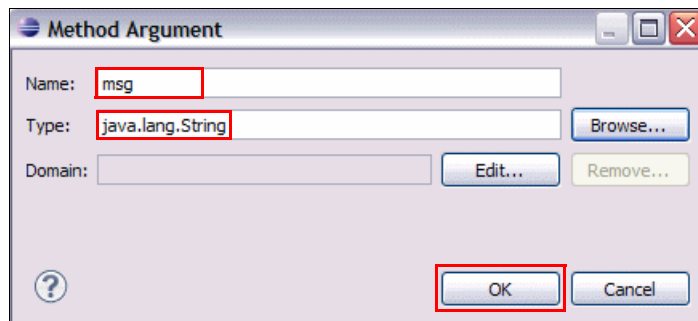 Method Argument
Name: msg
Type: java.lang.String Browse...
Domain: Edit... Remove...
? OK Cancel